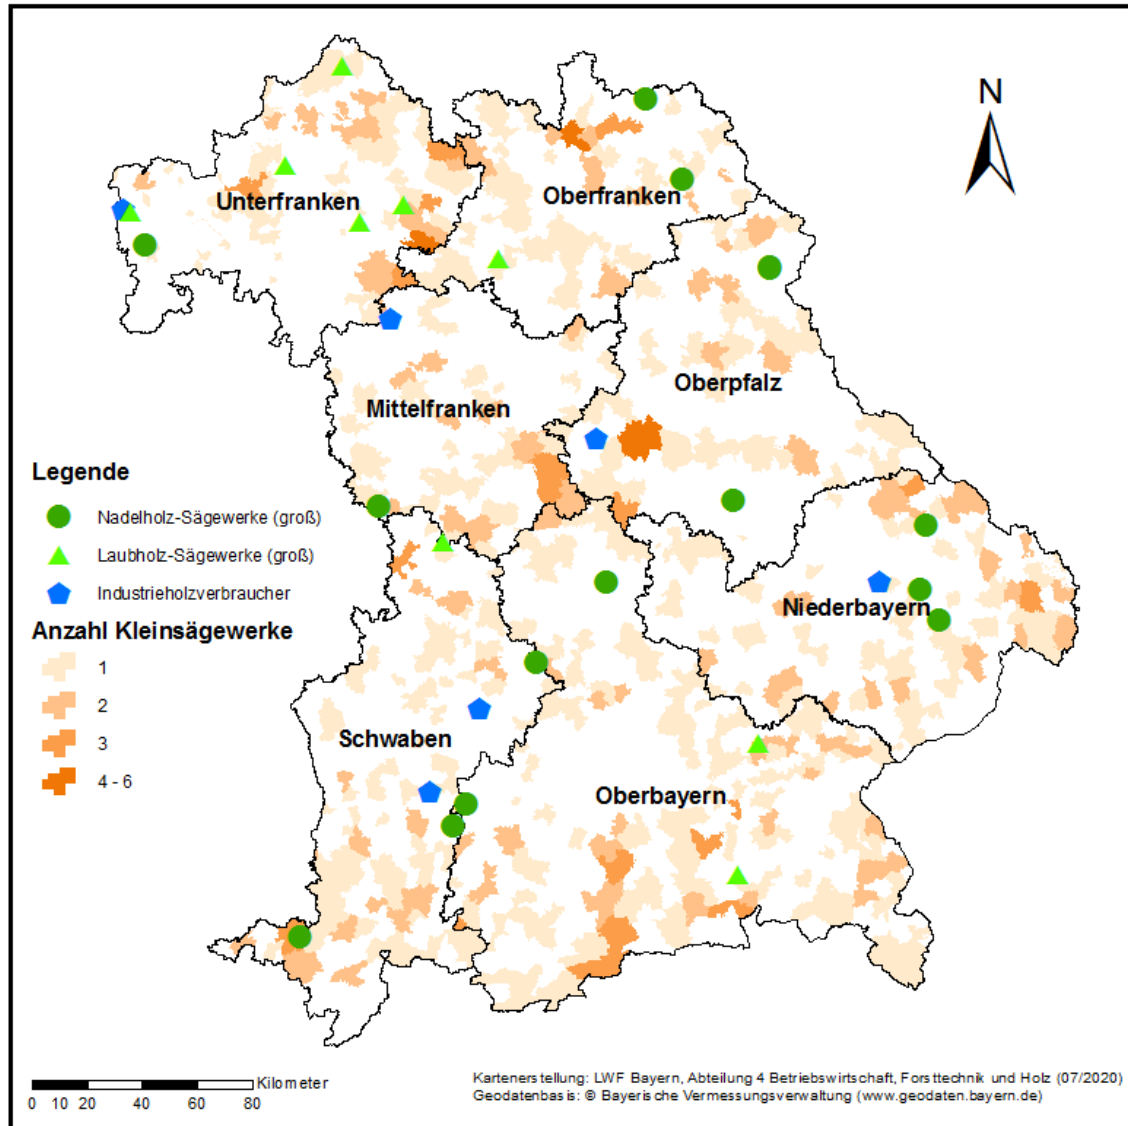 N
Unterfranken
Oberfranken
Oberpfalz
Mittelfranken
Niederbayern
Schwaben
Oberbayern
Legende
Nadelholz-Sägewerke (groß)
Laubholz-Sägewerke (groß)
Industrieholzverbraucher
Anzahl Kleinsägewerke
1
2
3
4 - 6
Kilometer
0 10 20 40 60 80
Kartenerstellung: LWF Bayern, Abteilung 4 Betriebswirtschaft, Forsttechnik und Holz (07/2020)
Geodatenbasis: © Bayerische Vermessungsverwaltung (www.geodaten.bayern.de)